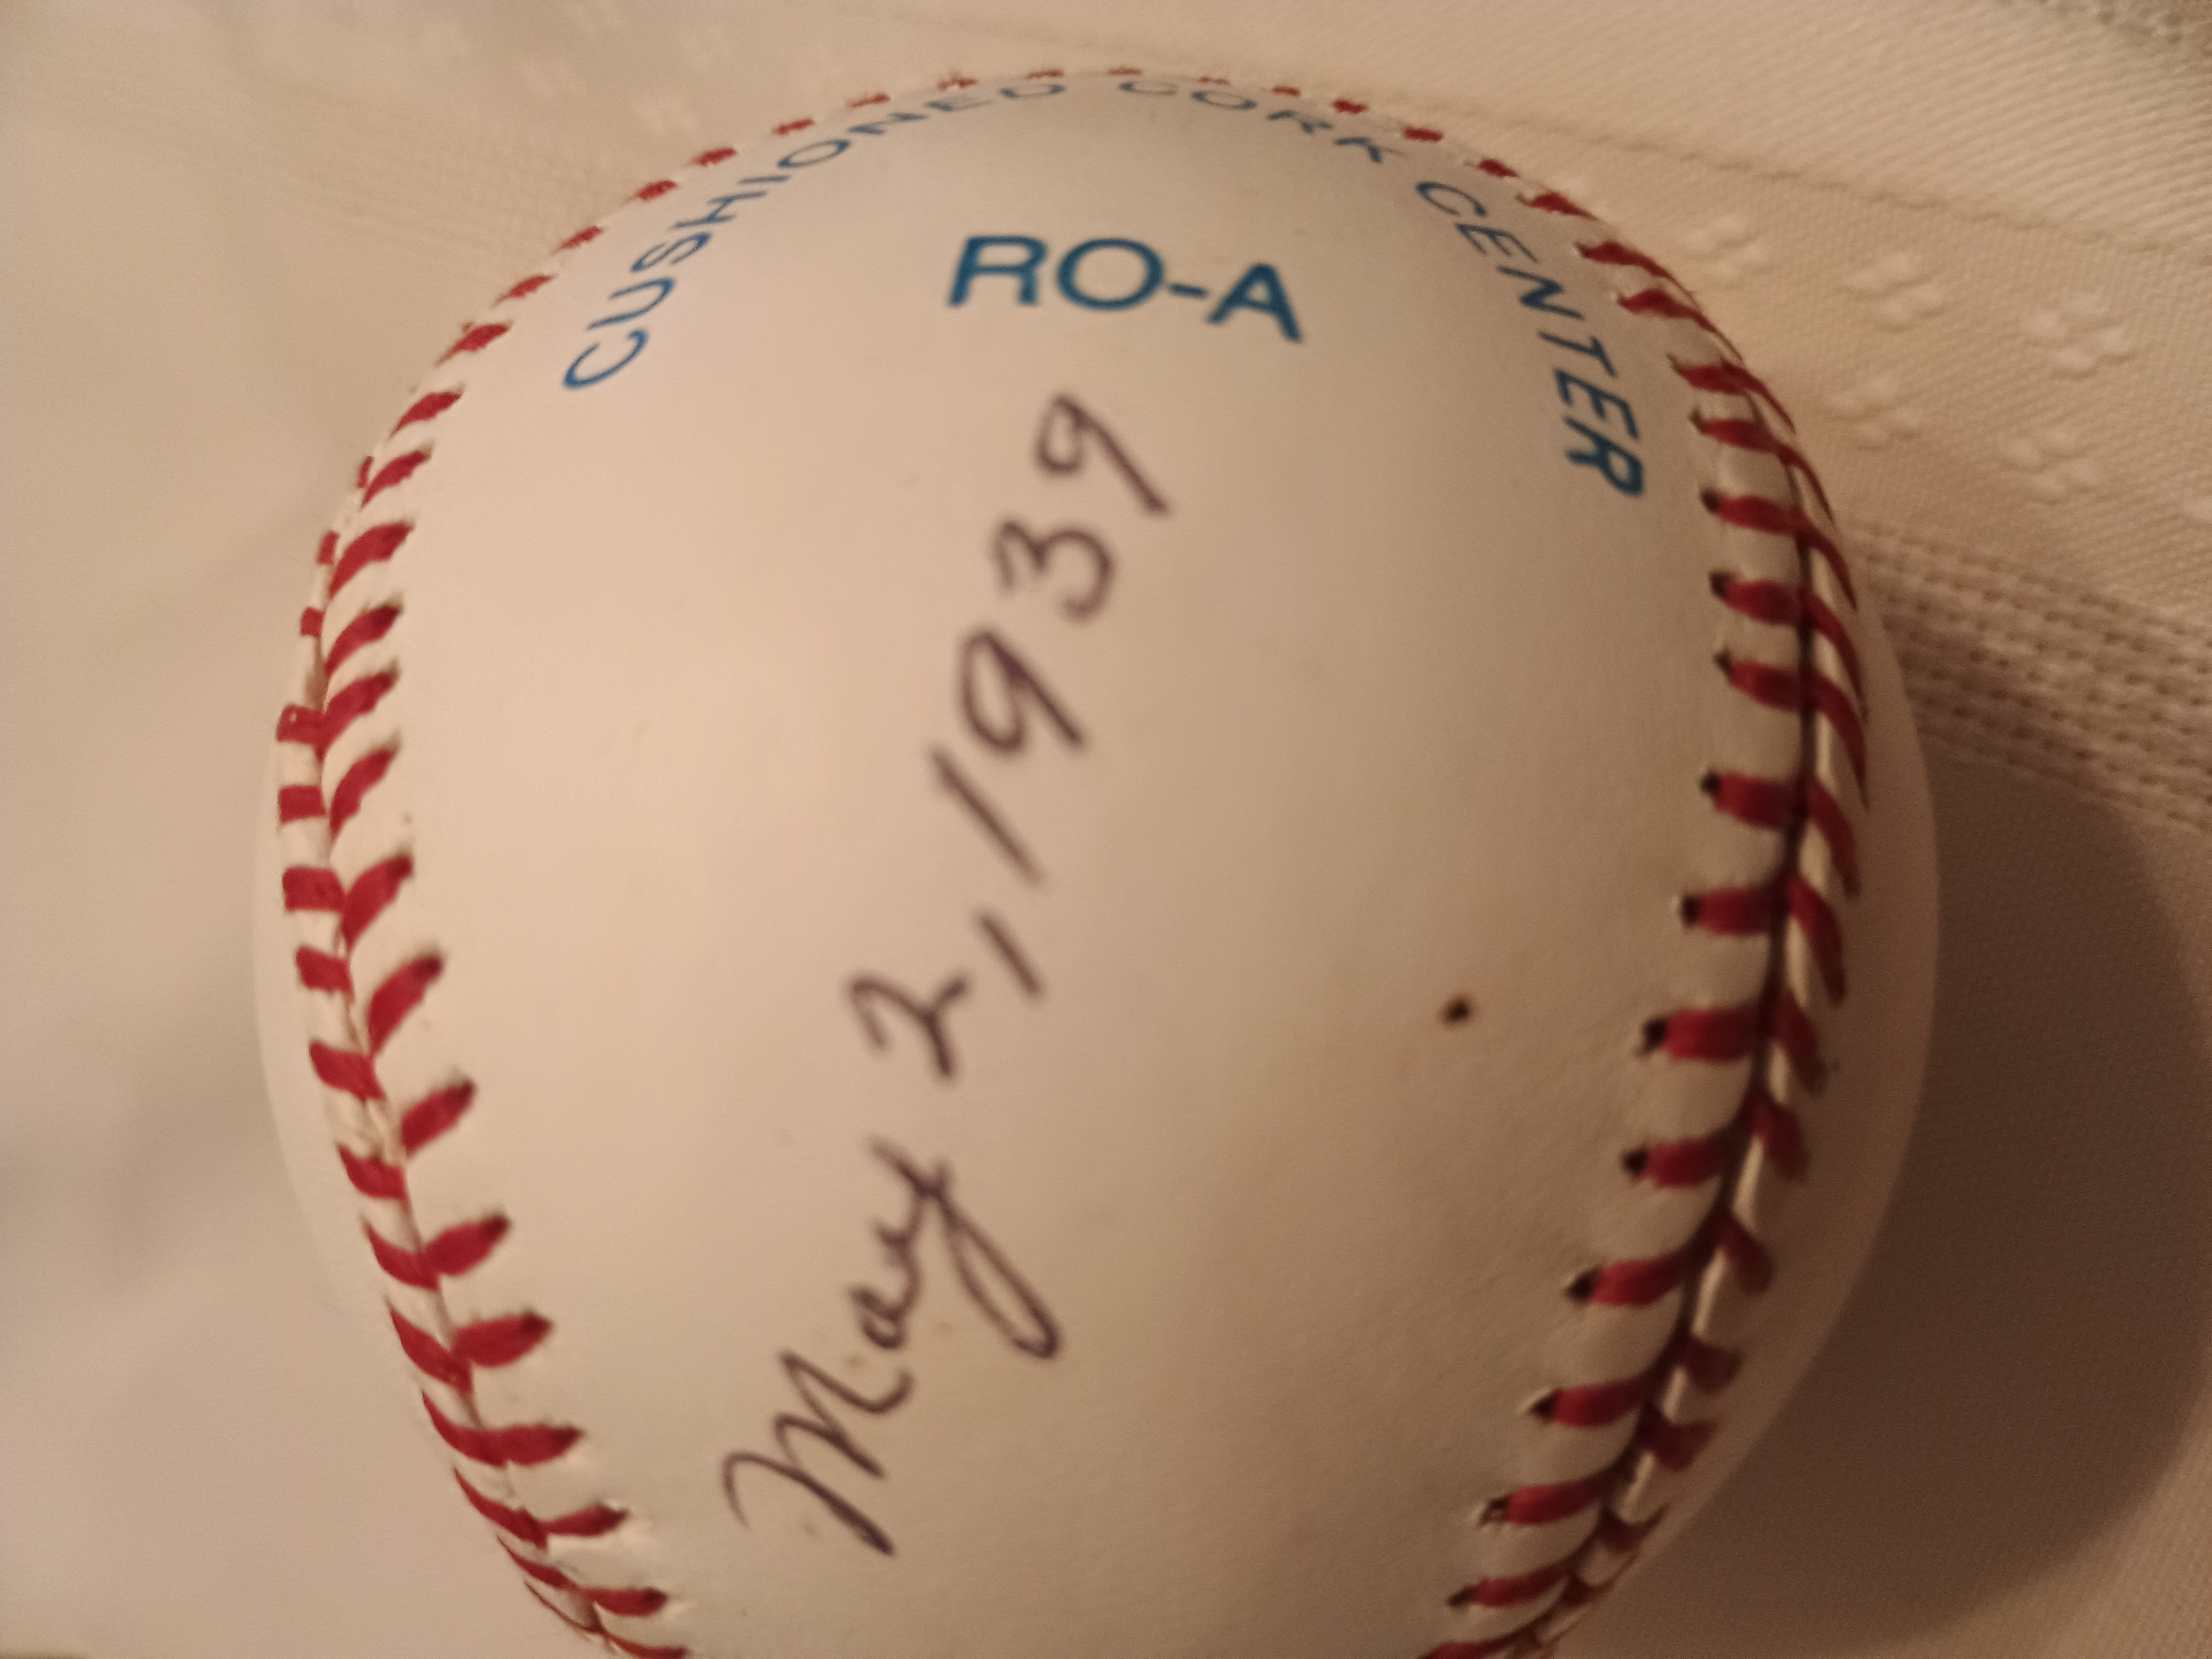 CUSHIONED CORK CENTER
RO-A
May 2, 1939